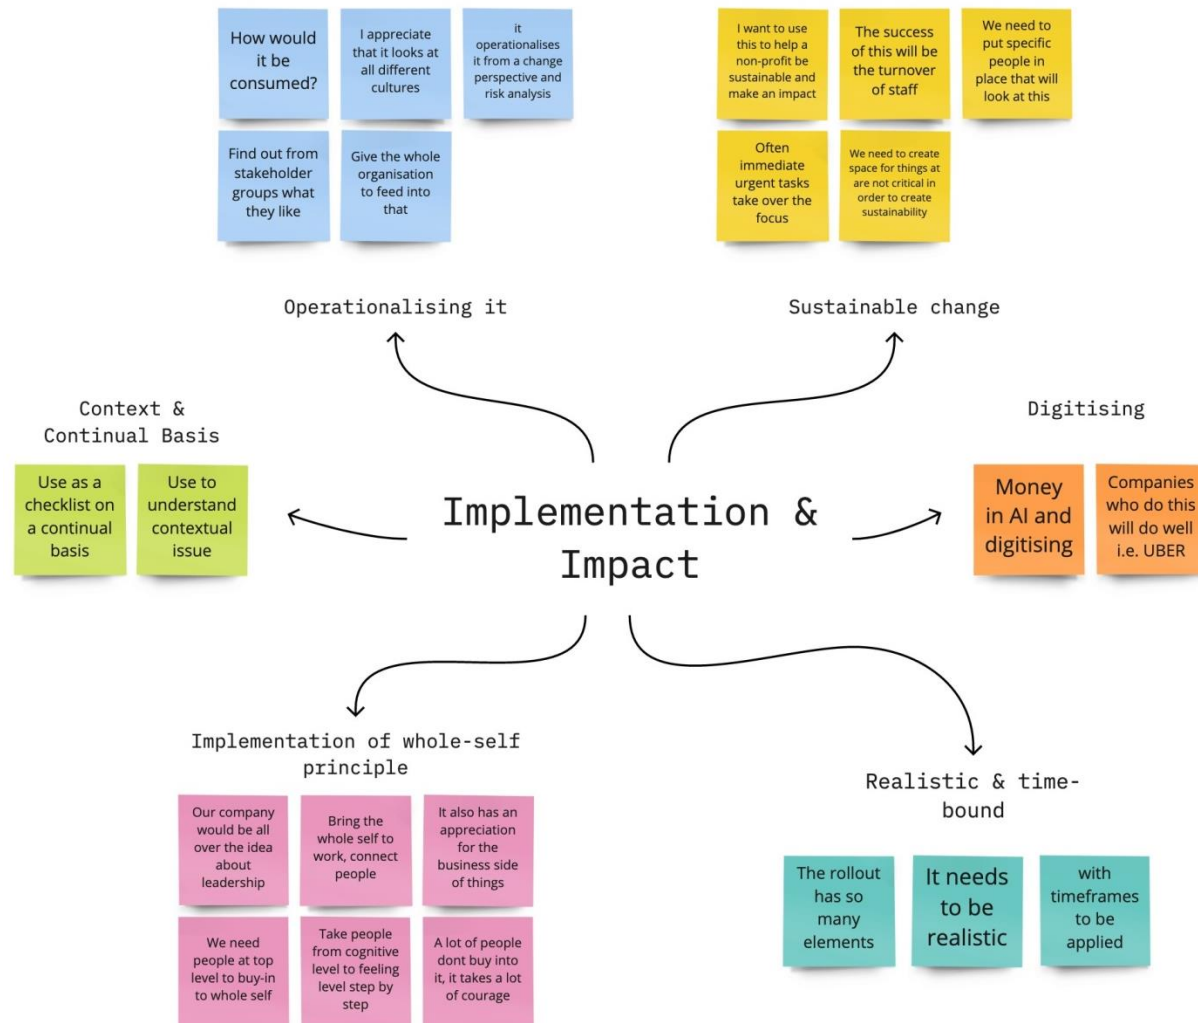 How would
it be
consumed?
I appreciate
that it looks at
all different
cultures
it
operationalises
it from a change
perspective and
risk analysis
Find out from
stakeholder
groups what
they like
Give the whole
organisation
to feed into
that
Operationalising it
I want to use
this to help a
non-profit be
sustainable and
make an impact
The success
of this will be
the turnover
of staff
We need to
put specific
people in
place that will
look at this
Often
immediate
urgent tasks
take over the
focus
We need to create
space for things at
are not critical in
order to create
sustainability
Sustainable change
Context &
Continual Basis
Use as a
checklist on
a continual
basis
Use to
understand
contextual
issue
Implementation &
Impact
Digitising
Money
in AI and
digitising
Companies
who do this
will do well
i.e. UBER
Implementation of whole-self
principle
Our company
would be all
over the idea
about
leadership
Bring the
whole self to
work, connect
people
It also has an
appreciation
for the
business side
of things
We need
people at top
level to buy-in
to whole self
Take people
from cognitive
level to feeling
level step by
step
A lot of people
dont buy into
it, it takes a lot
of courage
Realistic & time-
bound
The rollout
has so
many
elements
It needs
to be
realistic
with
timeframes
to be
applied